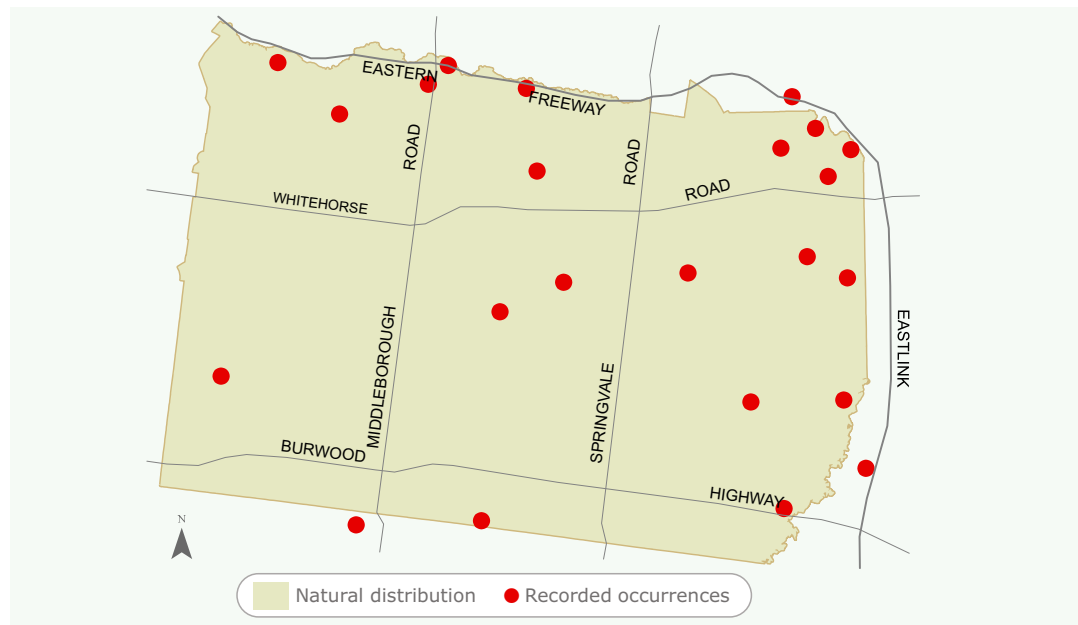 EASTERN
FREEWAY
ROAD
ROAD
ROAD
WHITEHORSE
MIDDLEBOROUGH
SPRINGVALE
EASTLINK
BURWOOD
HIGHWAY
N
Natural distribution
Recorded occurrences